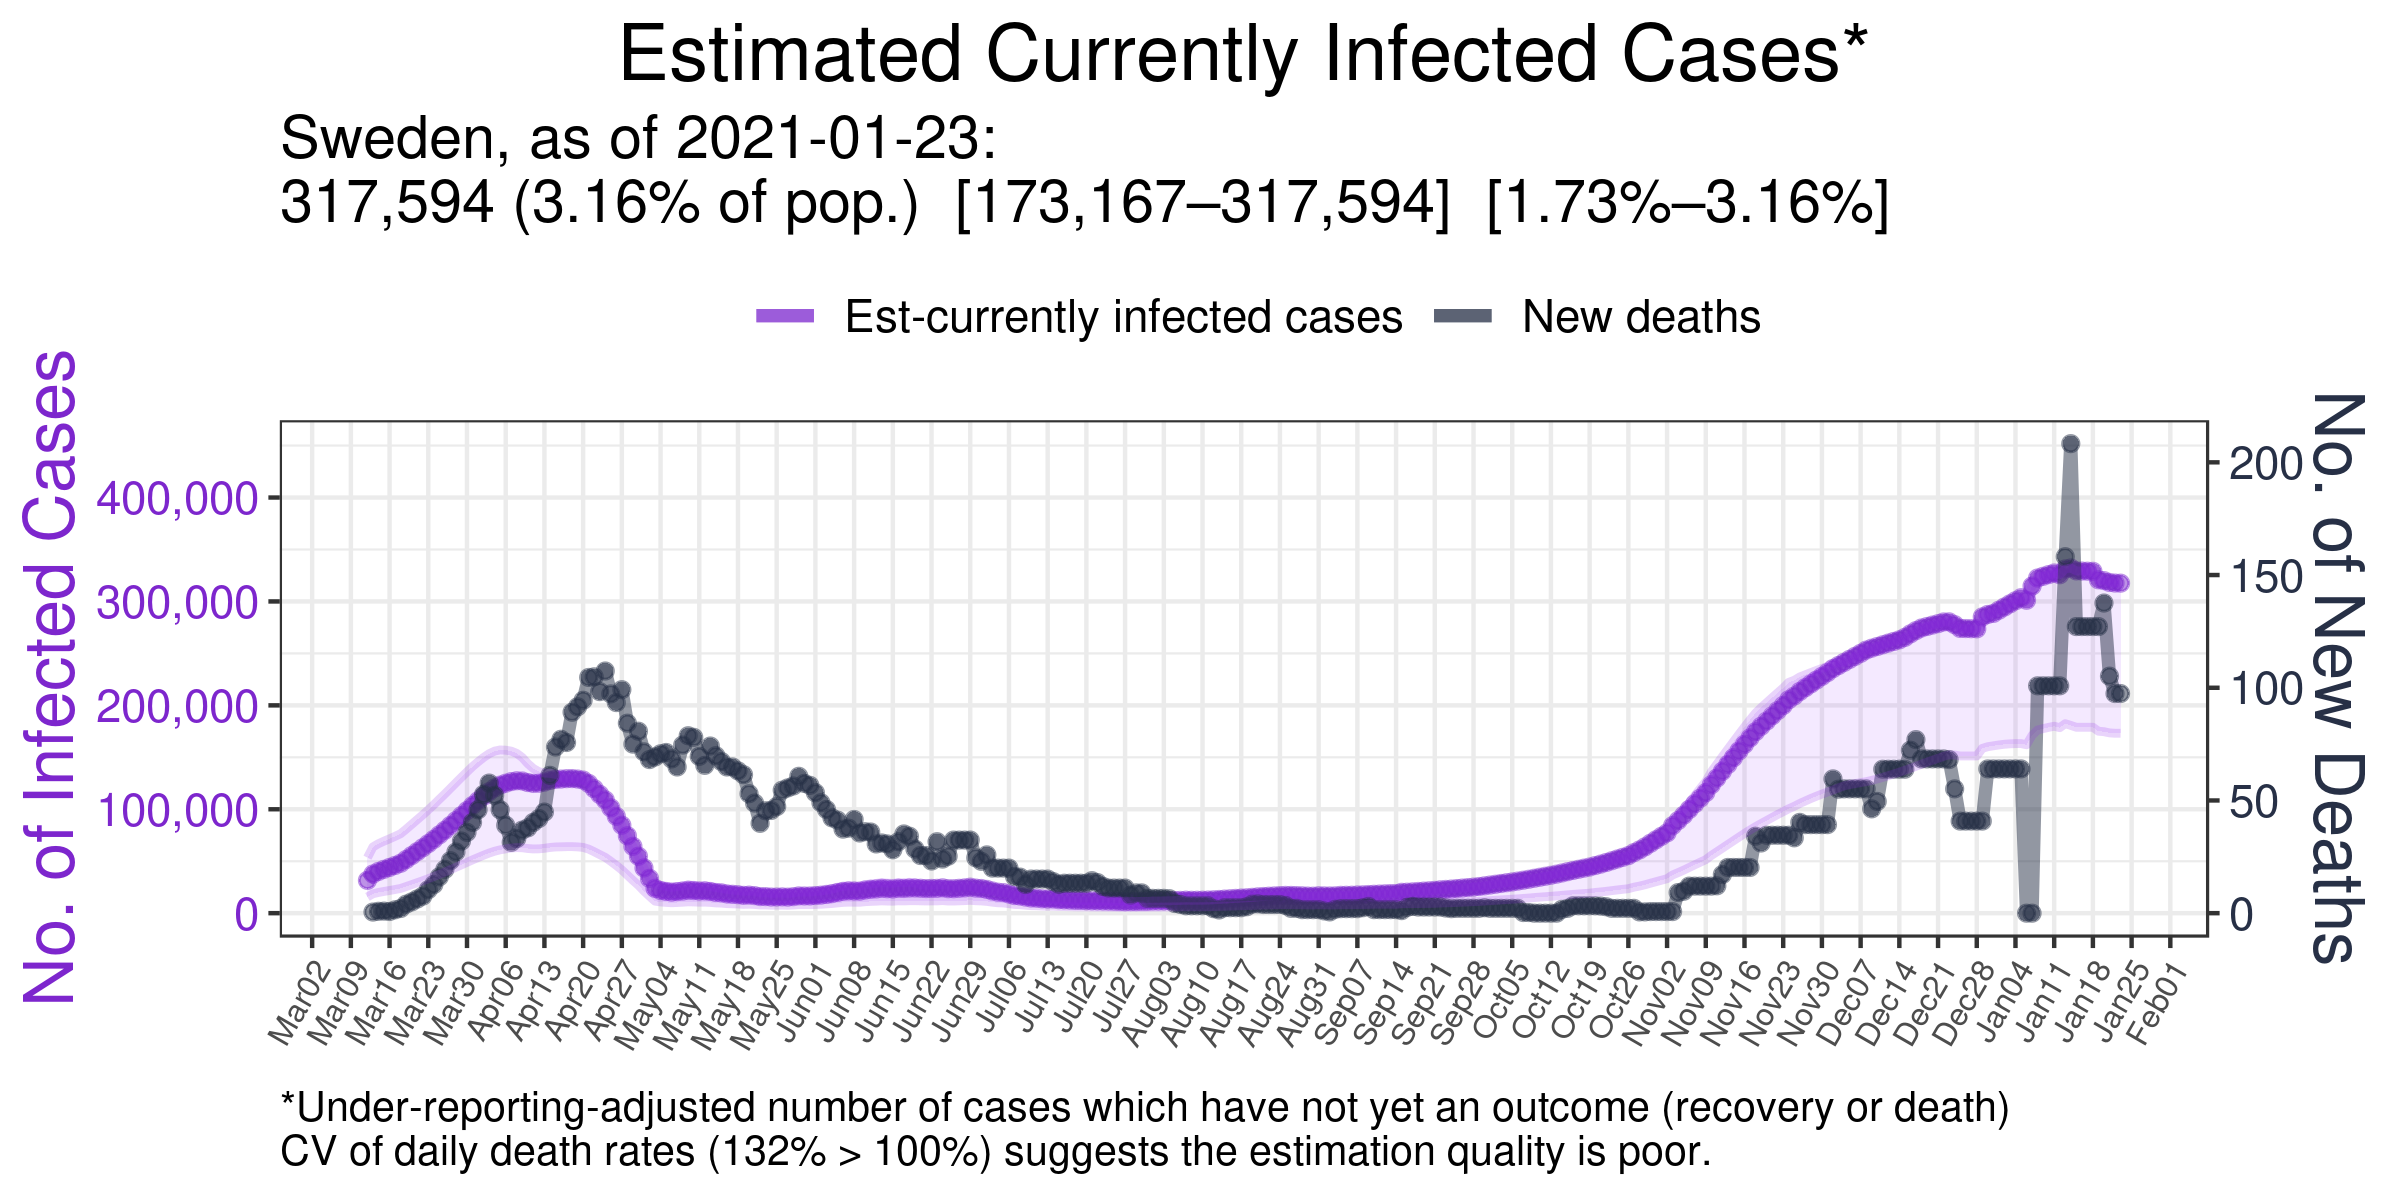 Estimated Currently Infected Cases*
Sweden, as of 2021-01-23:
317,594 (3.16% of pop.) [173,167–317,594] [1.73%–3.16%]
Est-currently infected cases New deaths
No. of Infected Cases
400,000
300,000
200,000
100,000
0
200
150
100
50
0
No. of New Deaths
Mar02 Mar09 Mar16 Mar23 Mar30 Apr06 Apr13 Apr20 Apr27 May04 May11 May18 May25 Jun01 Jun08 Jun15 Jun22 Jun29 Jul06 Jul13 Jul20 Jul27 Aug03 Aug10 Aug17 Aug24 Aug31 Sep07 Sep14 Sep21 Sep28 Oct05 Oct12 Oct19 Oct26 Nov02 Nov09 Nov16 Nov23 Nov30 Dec07 Dec14 Dec21 Dec28 Jan04 Jan11 Jan18 Jan25 Feb01
*Under-reporting-adjusted number of cases which have not yet an outcome (recovery or death)
CV of daily death rates (132% > 100%) suggests the estimation quality is poor.